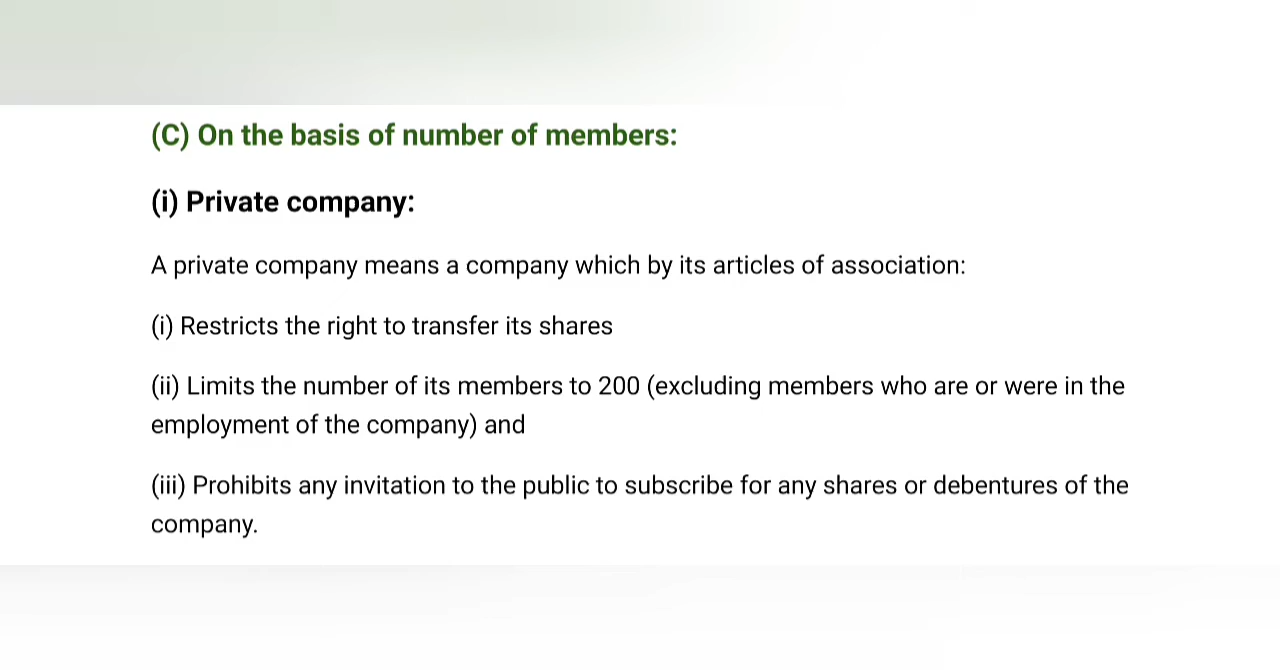 (C) On the basis of number of members:
(i) Private company:
A private company means a company which by its articles of association:
(i) Restricts the right to transfer its shares
(ii) Limits the number of its members to 200 (excluding members who are or were in the
employment of the company) and
(iii) Prohibits any invitation to the public to subscribe for any shares or debentures of the
company.